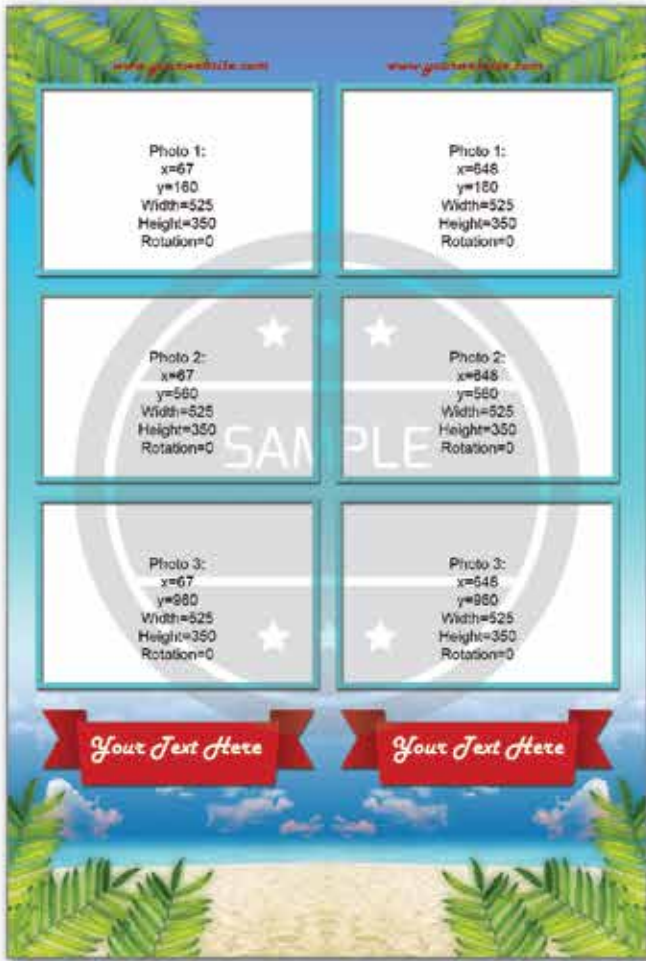 www.yourwebsite.com www.yourwebsite.com
Photo 1:
x=67
y=160
Width=525
Height=350
Rotation=0
Photo 1:
x=646
y=160
Width=525
Height=350
Rotation=0
Photo 2:
x=67
y=560
Width=525
Height=350
Rotation=0
Photo 2:
x=646
y=560
Width=525
Height=350
Rotation=0
SAMPLE
Photo 3:
x=67
y=960
Width=525
Height=350
Rotation=0
Photo 3:
x=646
y=960
Width=525
Height=350
Rotation=0
Your Text Here Your Text Here